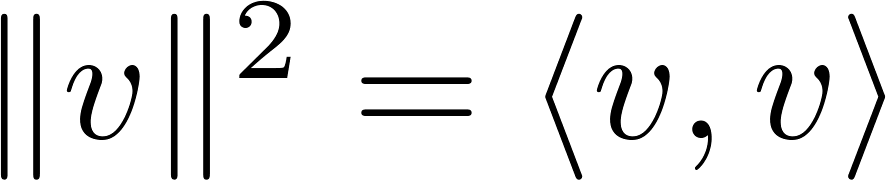 ‖v‖² = ⟨v, v⟩